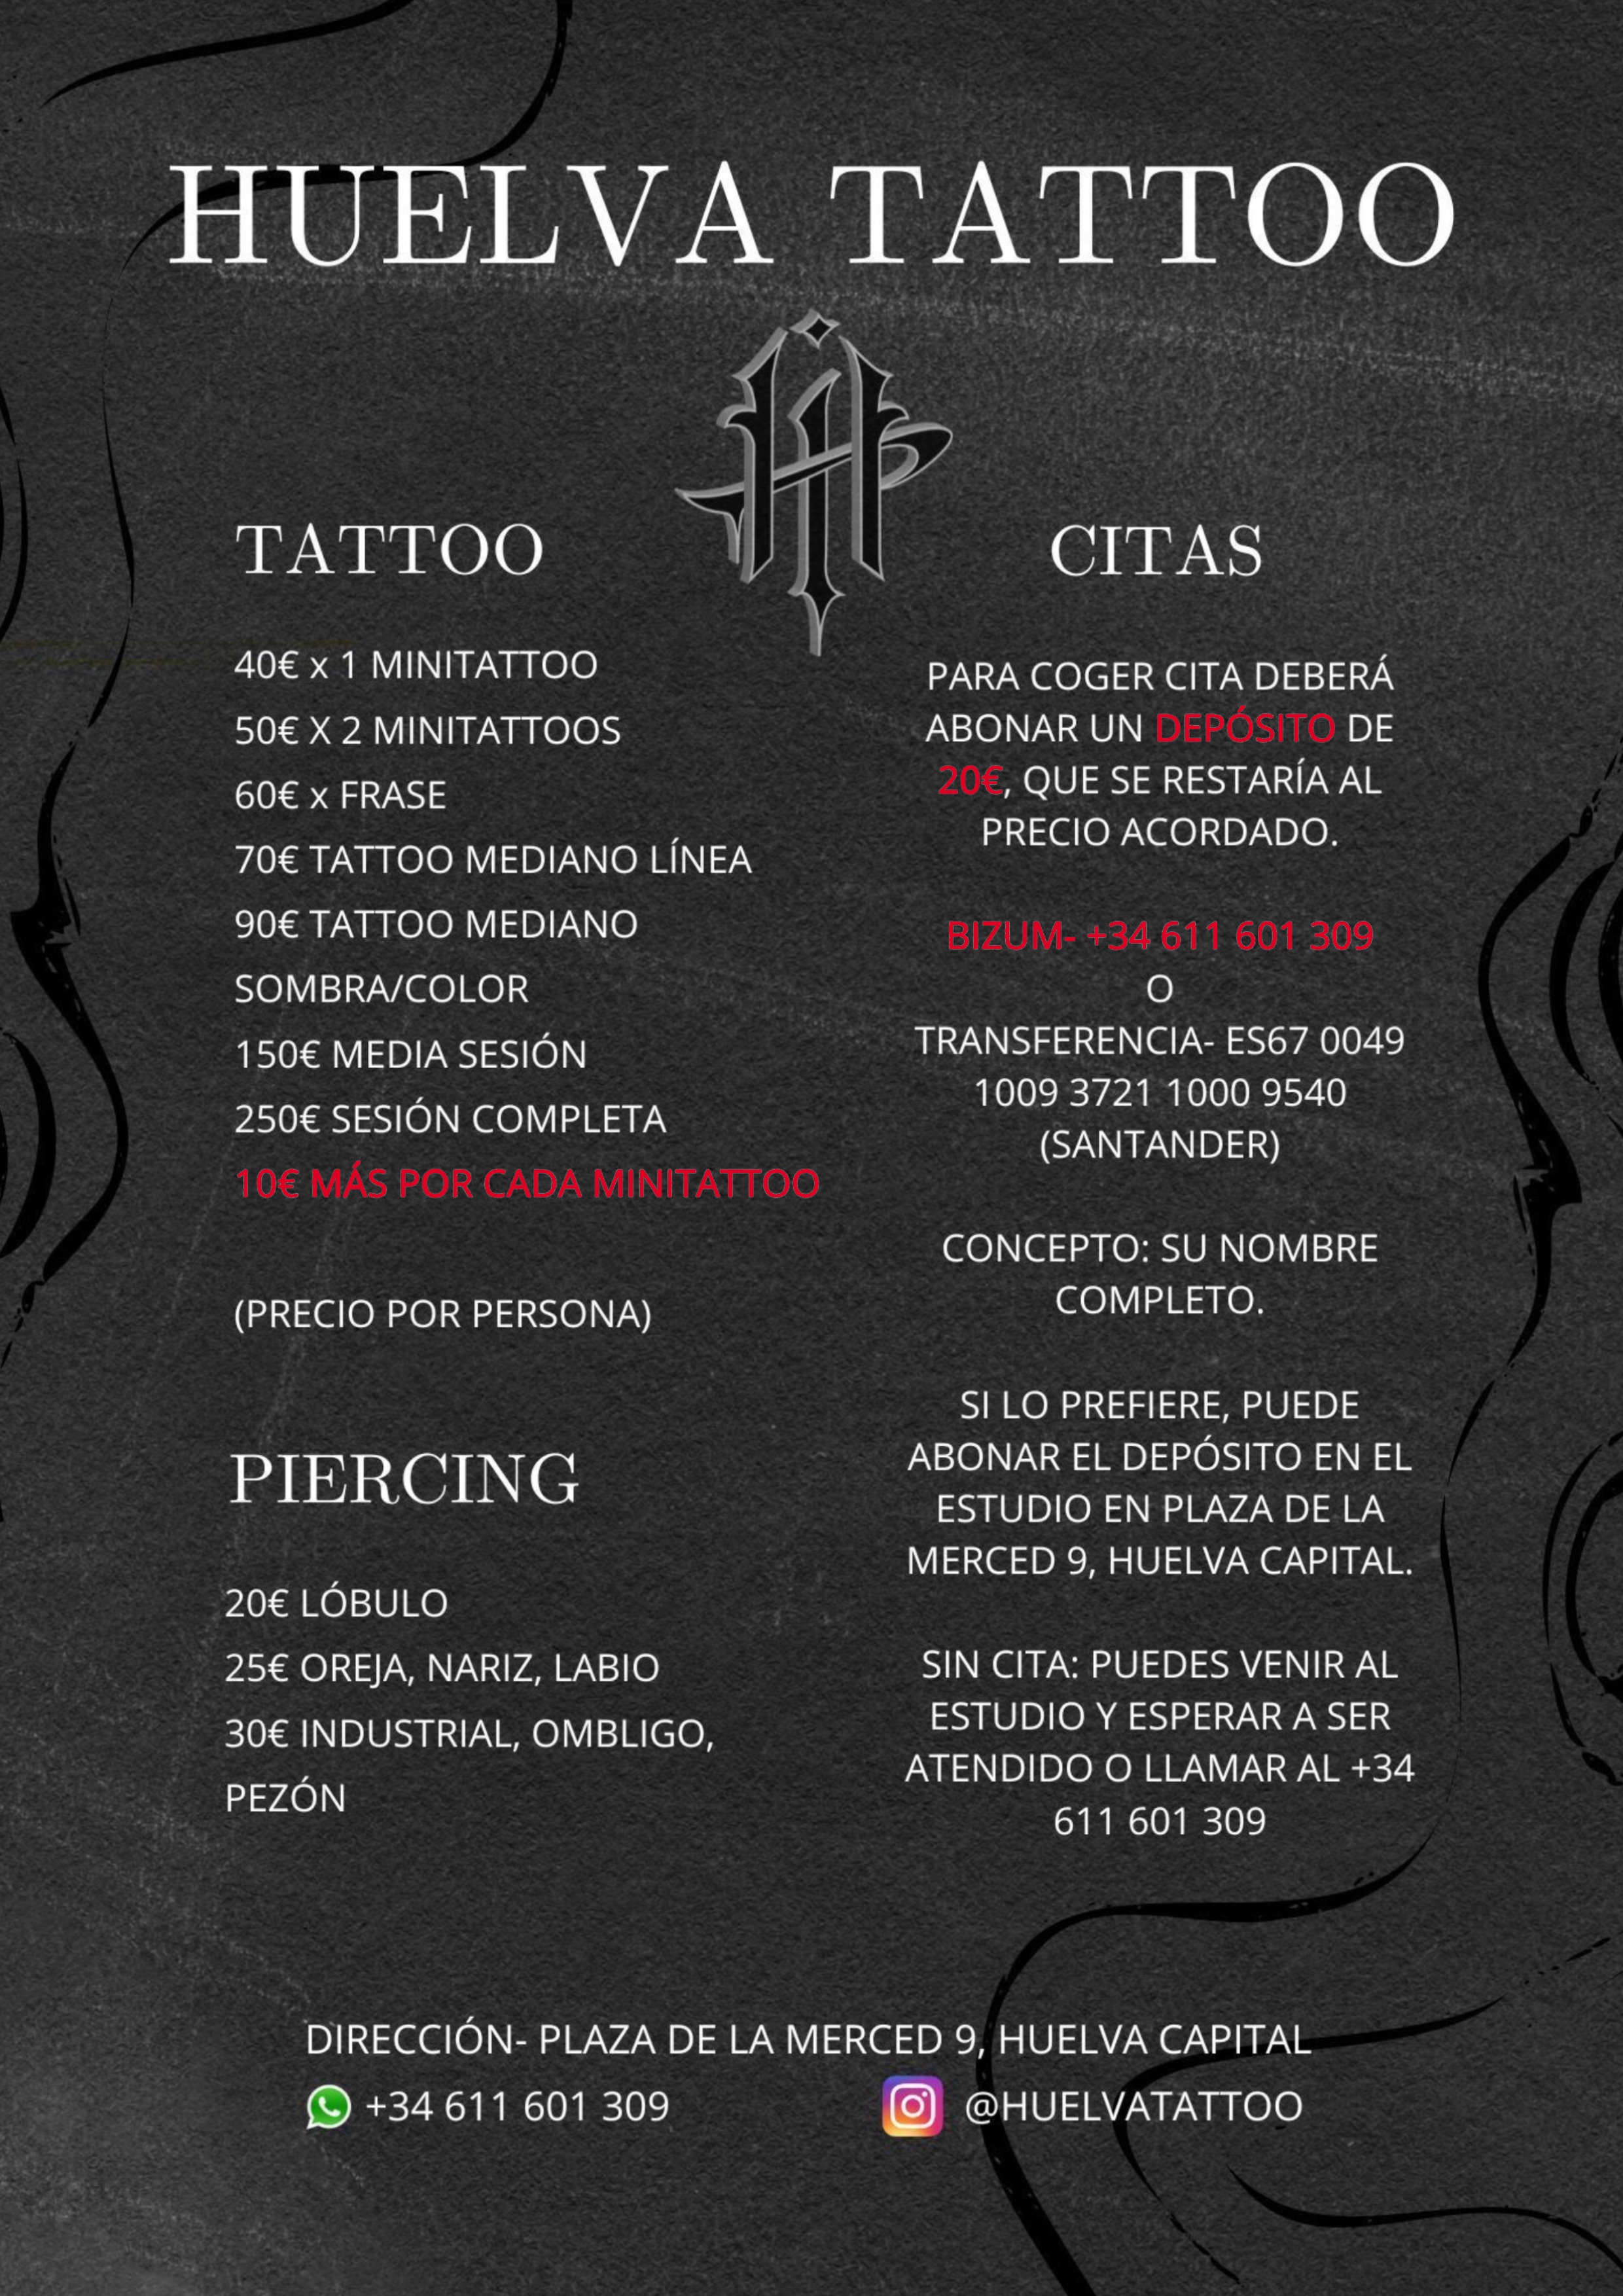 HUELVA TATTOO
TATTOO
40€ x 1 MINITATTOO
50€ X 2 MINITATTOOS
60€ x FRASE
70€ TATTOO MEDIANO LÍNEA
90€ TATTOO MEDIANO
SOMBRA/COLOR
150€ MEDIA SESIÓN
250€ SESIÓN COMPLETA
10€ MÁS POR CADA MINITATTOO
(PRECIO POR PERSONA)
PIERCING
20€ LÓBULO
25€ OREJA, NARIZ, LABIO
30€ INDUSTRIAL, OMBLIGO,
PEZÓN
CITAS
PARA COGER CITA DEBERÁ
ABONAR UN DEPÓSITO DE
20€, QUE SE RESTARÍA AL
PRECIO ACORDADO.
BIZUM- +34 611 601 309
O
TRANSFERENCIA- ES67 0049
1009 3721 1000 9540
(SANTANDER)
CONCEPTO: SU NOMBRE
COMPLETO.
SI LO PREFIERE, PUEDE
ABONAR EL DEPÓSITO EN EL
ESTUDIO EN PLAZA DE LA
MERCED 9, HUELVA CAPITAL.
SIN CITA: PUEDES VENIR AL
ESTUDIO Y ESPERAR A SER
ATENDIDO O LLAMAR AL +34
611 601 309
DIRECCIÓN- PLAZA DE LA MERCED 9, HUELVA CAPITAL
+34 611 601 309
@HUELVATATTOO